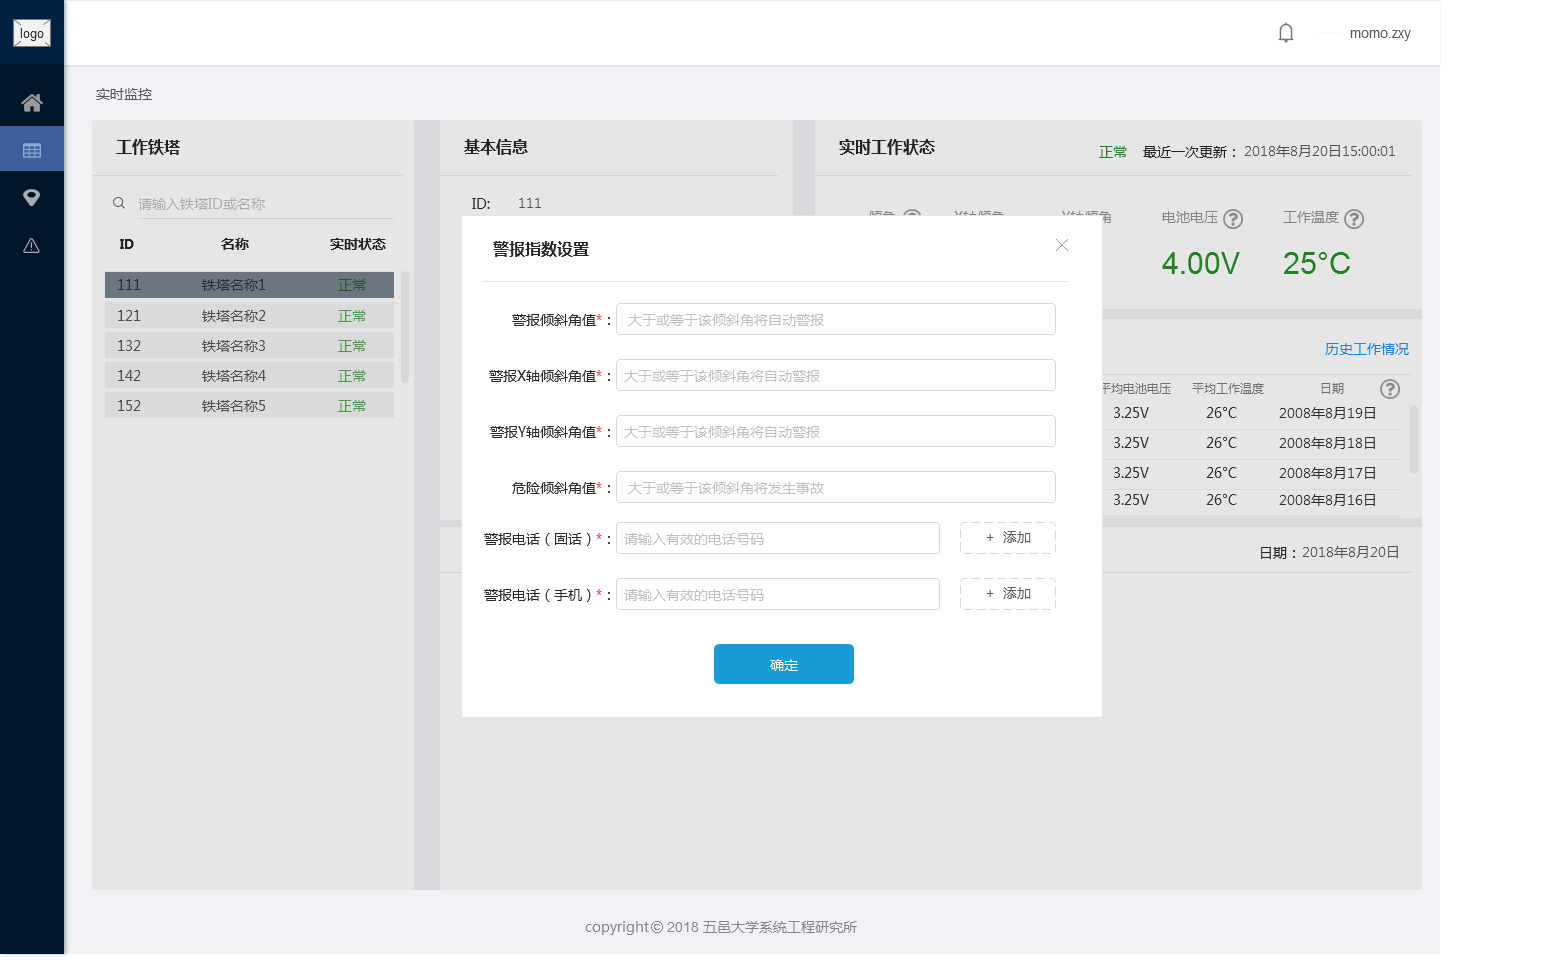 logo
momo.zxy
实时监控
工作铁塔
请输入铁塔ID或名称
ID 名称 实时状态
111 铁塔名称1 正常
121 铁塔名称2 正常
132 铁塔名称3 正常
142 铁塔名称4 正常
152 铁塔名称5 正常
基本信息
ID: 111
实时工作状态 正常 最近一次更新： 2018年8月20日15:00:01
倾角 X轴倾角 Y轴倾角 电池电压 工作温度
4.00V 25°C
历史工作情况
平均电池电压 平均工作温度 日期
3.25V 26°C 2008年8月19日
3.25V 26°C 2008年8月18日
3.25V 26°C 2008年8月17日
3.25V 26°C 2008年8月16日
日期：2018年8月20日
警报指数设置
警报倾斜角值*： 大于或等于该倾斜角将自动警报
警报X轴倾斜角值*： 大于或等于该倾斜角将自动警报
警报Y轴倾斜角值*： 大于或等于该倾斜角将自动警报
危险倾斜角值*： 大于或等于该倾斜角将发生事故
警报电话（固话）*： 请输入有效的电话号码 + 添加
警报电话（手机）*： 请输入有效的电话号码 + 添加
确定
copyright© 2018 五邑大学系统工程研究所